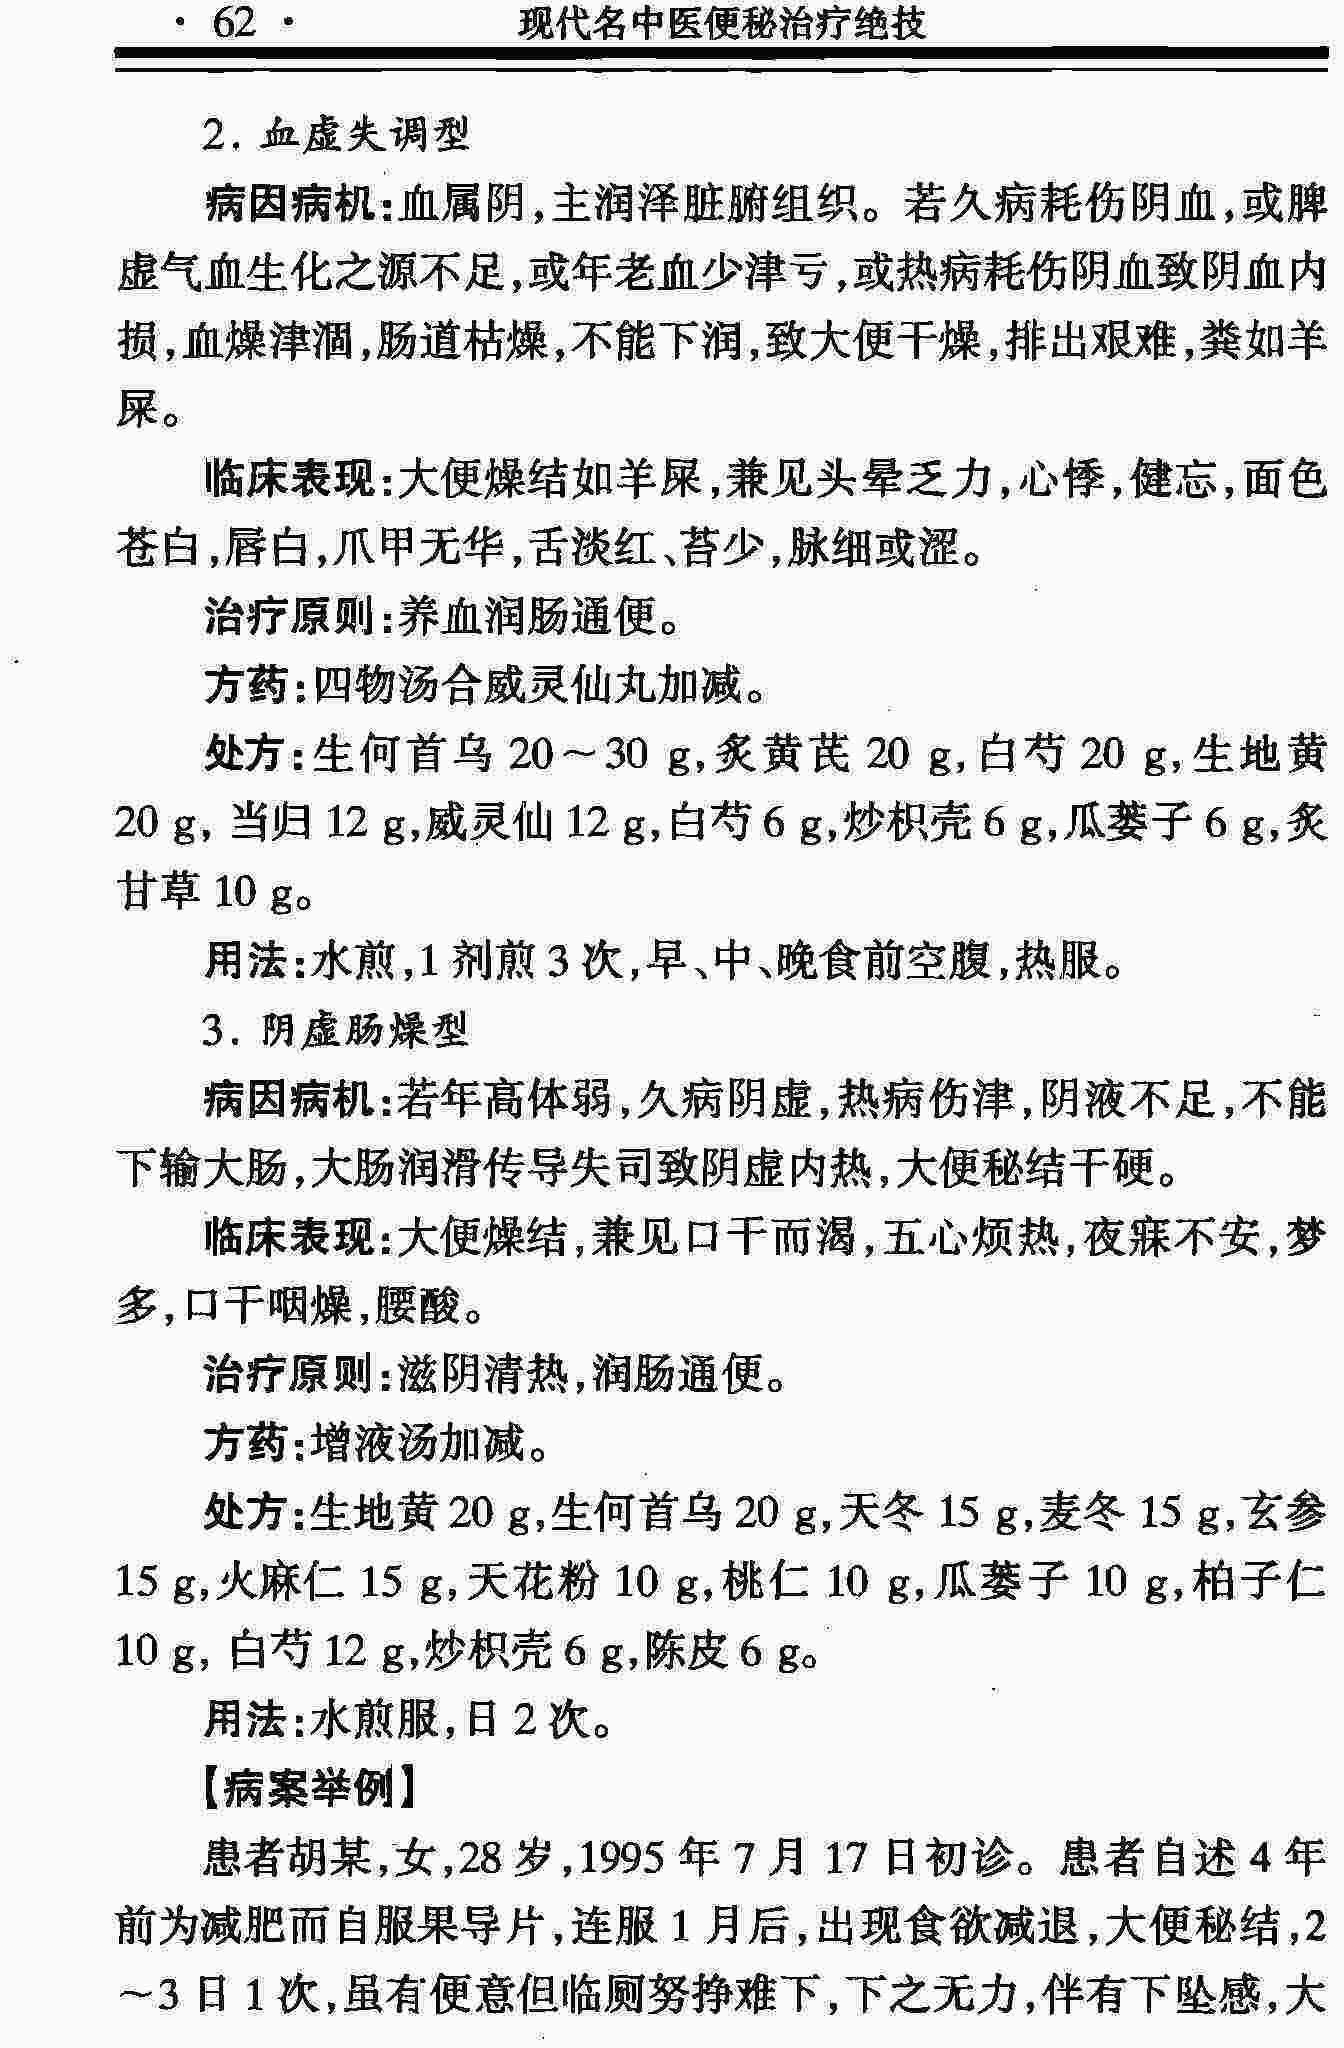 · 62 · 现代名中医便秘治疗绝技
2. 血虚失调型
病因病机:血属阴,主润泽脏腑组织。若久病耗伤阴血,或脾
虚气血生化之源不足,或年老血少津亏,或热病耗伤阴血致阴血内
损,血燥津涸,肠道枯燥,不能下润,致大便干燥,排出艰难,粪如羊
屎。
临床表现:大便燥结如羊屎,兼见头晕乏力,心悸,健忘,面色
苍白,唇白,爪甲无华,舌淡红、苔少,脉细或涩。
治疗原则:养血润肠通便。
方药:四物汤合威灵仙丸加减。
处方:生何首乌 20～30 g,炙黄芪 20 g,白芍 20 g,生地黄
20 g, 当归 12 g,威灵仙 12 g,白芍 6 g,炒枳壳 6 g,瓜蒌子 6 g,炙
甘草 10 g。
用法:水煎,1 剂煎 3 次,早、中、晚食前空腹,热服。
3. 阴虚肠燥型
病因病机:若年高体弱,久病阴虚,热病伤津,阴液不足,不能
下输大肠,大肠润滑传导失司致阴虚内热,大便秘结干硬。
临床表现:大便燥结,兼见口干而渴,五心烦热,夜寐不安,梦
多,口干咽燥,腰酸。
治疗原则:滋阴清热,润肠通便。
方药:增液汤加减。
处方:生地黄 20 g,生何首乌 20 g,天冬 15 g,麦冬 15 g,玄参
15 g,火麻仁 15 g,天花粉 10 g,桃仁 10 g,瓜蒌子 10 g,柏子仁
10 g, 白芍 12 g,炒枳壳 6 g,陈皮 6 g。
用法:水煎服,日 2 次。
【病案举例】
患者胡某,女,28 岁,1995 年 7 月 17 日初诊。患者自述 4 年
前为减肥而自服果导片,连服 1 月后,出现食欲减退,大便秘结,2
～3 日 1 次,虽有便意但临厕努挣难下,下之无力,伴有下坠感,大